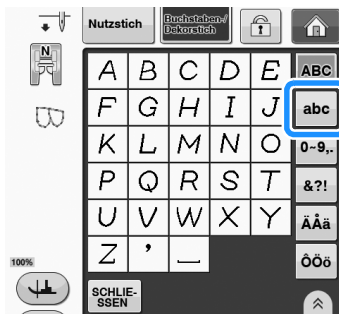 Nutzstich
Buchstaben-/
Dekorstich
N
A B C D E
ABC
F G H I J
abc
K L M N O
0~9,.
P Q R S T
&?!
U V W X Y
ÄÅä
Z ' _
ÔÖö
100%
SCHLIE-
SSEN